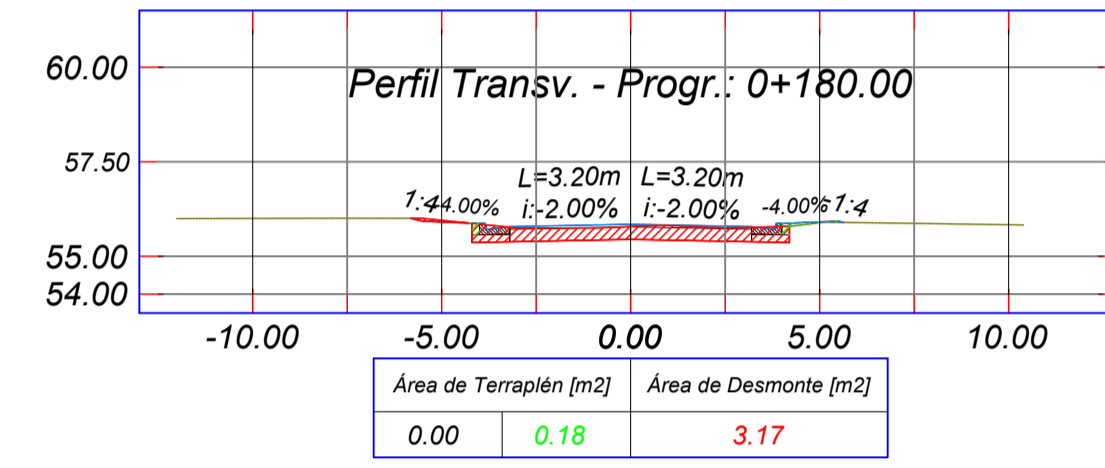 60.00
Perfil Transv. - Progr.: 0+180.00
57.50
L=3.20m L=3.20m
1:4 -4.00% i:-2.00% i:-2.00% -4.00% 1:4
55.00
54.00
-10.00 -5.00 0.00 5.00 10.00
Área de Terraplén [m2] Área de Desmonte [m2]
0.00 0.18 3.17